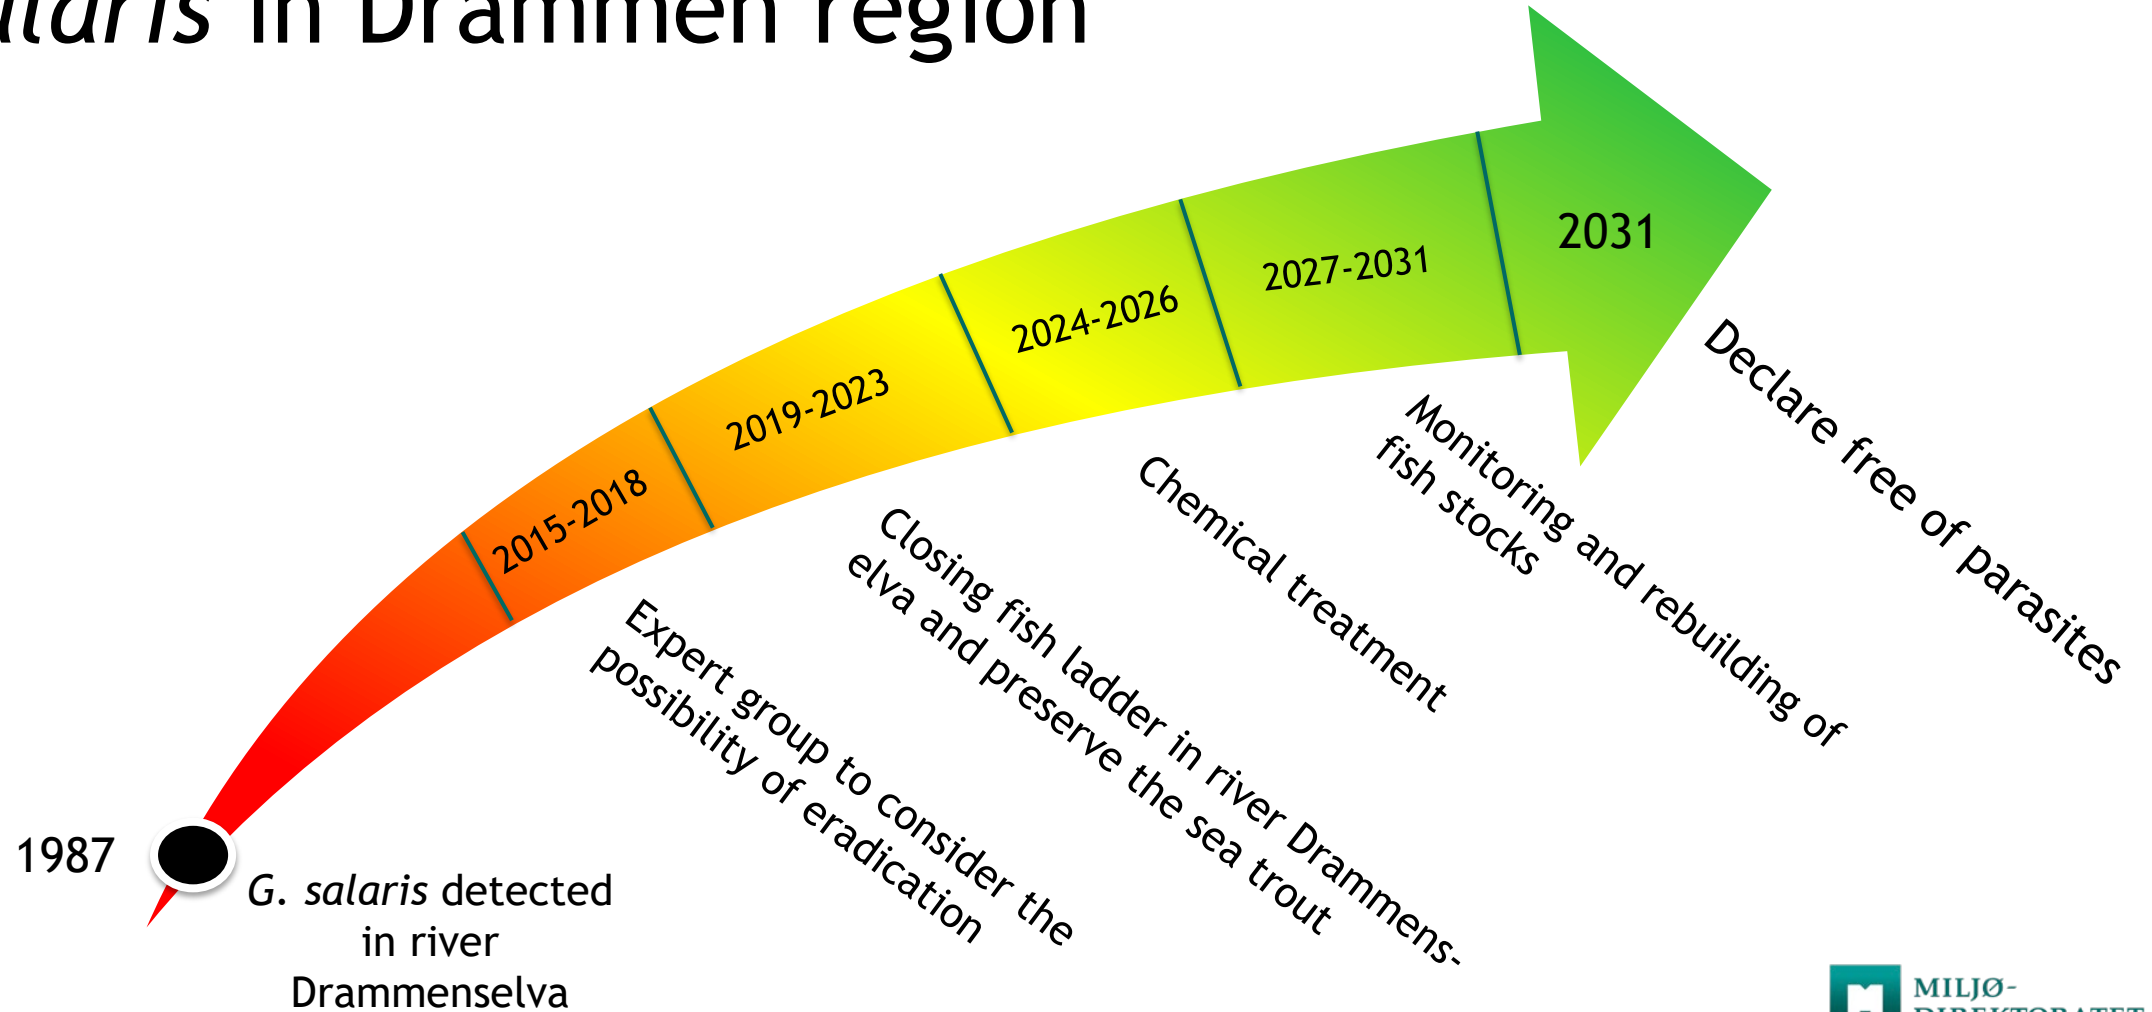 salaris in Drammen region
1987
G. salaris detected
in river
Drammenselva
2015-2018
Expert group to consider the
possibility of eradication
2019-2023
Closing fish ladder in river Drammens-
elva and preserve the sea trout
2024-2026
Chemical treatment
2027-2031
Monitoring and rebuilding of
fish stocks
2031
Declare free of parasites
MILJØ-
DIREKTORATET